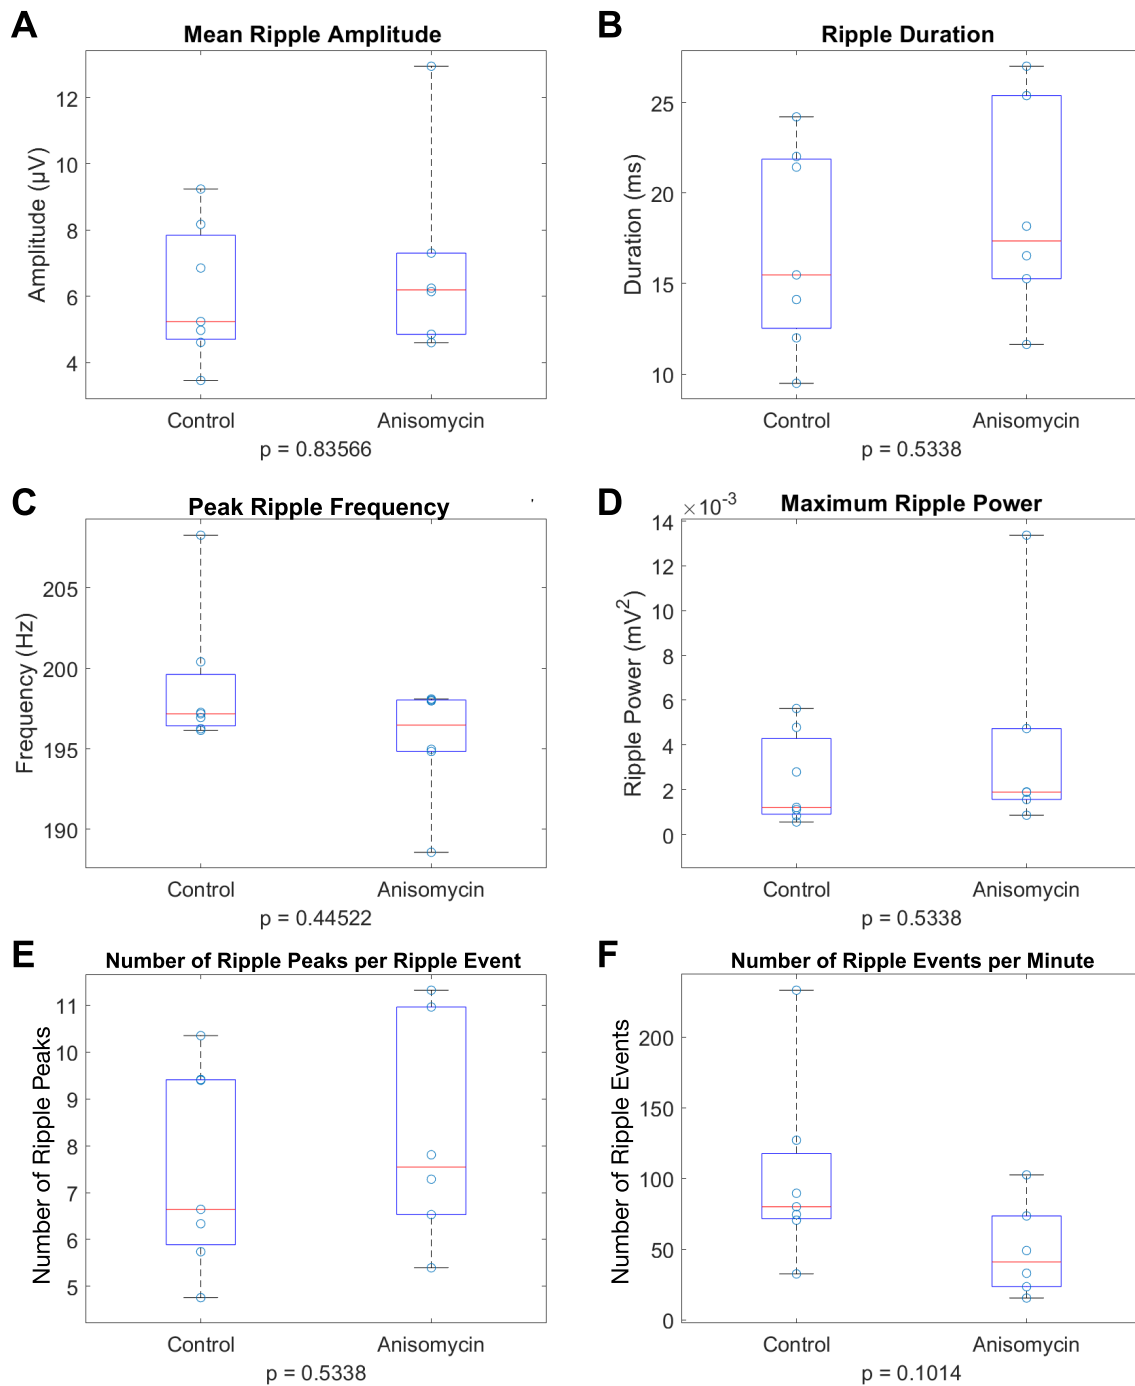 A
Mean Ripple Amplitude
Amplitude (µV)
12
10
8
6
4
Control
Anisomycin
p = 0.83566
B
Ripple Duration
Duration (ms)
25
20
15
10
Control
Anisomycin
p = 0.5338
C
Peak Ripple Frequency
Frequency (Hz)
205
200
195
190
Control
Anisomycin
p = 0.44522
D
Maximum Ripple Power
×10⁻³
Ripple Power (mV²)
14
12
10
8
6
4
2
0
Control
Anisomycin
p = 0.5338
E
Number of Ripple Peaks per Ripple Event
Number of Ripple Peaks
11
10
9
8
7
6
5
Control
Anisomycin
p = 0.5338
F
Number of Ripple Events per Minute
Number of Ripple Events
200
150
100
50
0
Control
Anisomycin
p = 0.1014